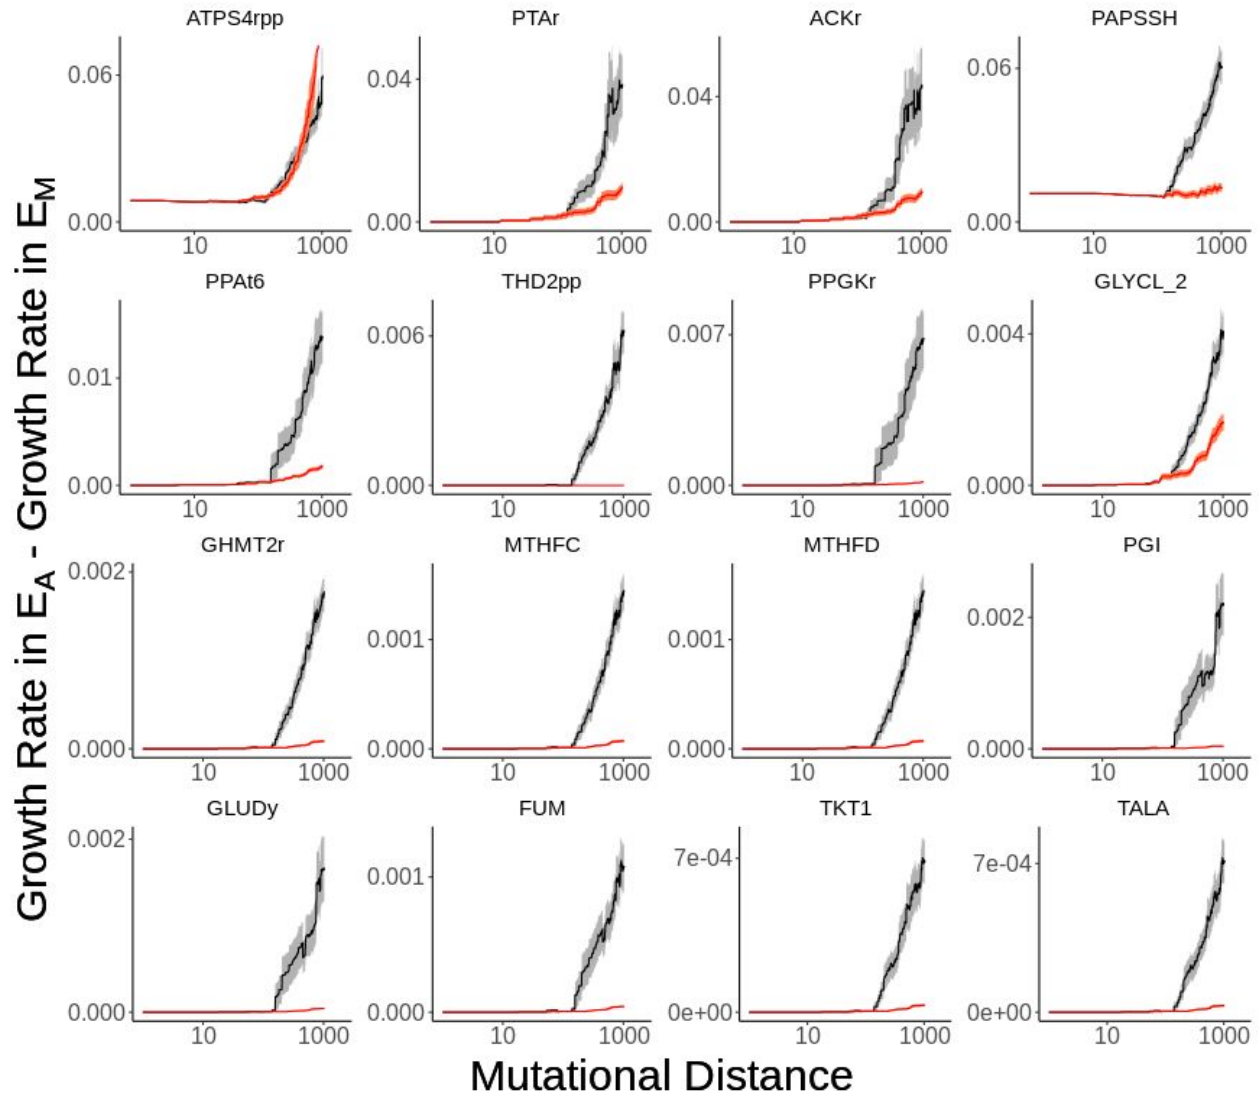 Growth Rate in E_A - Growth Rate in E_M
ATPS4rpp PTAr ACKr PAPSSH
0.06 0.04 0.04 0.06
0.00 0.00 0.00 0.00
10 1000 10 1000 10 1000 10 1000
PPAt6 THD2pp PPGKr GLYCL_2
0.01 0.006 0.007 0.004
0.00 0.000 0.000 0.000
10 1000 10 1000 10 1000 10 1000
GHMT2r MTHFC MTHFD PGI
0.002 0.001 0.001 0.002
0.000 0.000 0.000 0.000
10 1000 10 1000 10 1000 10 1000
GLUDy FUM TKT1 TALA
0.002 0.001 7e-04 7e-04
0.000 0.000 0e+00 0e+00
10 1000 10 1000 10 1000 10 1000
Mutational Distance